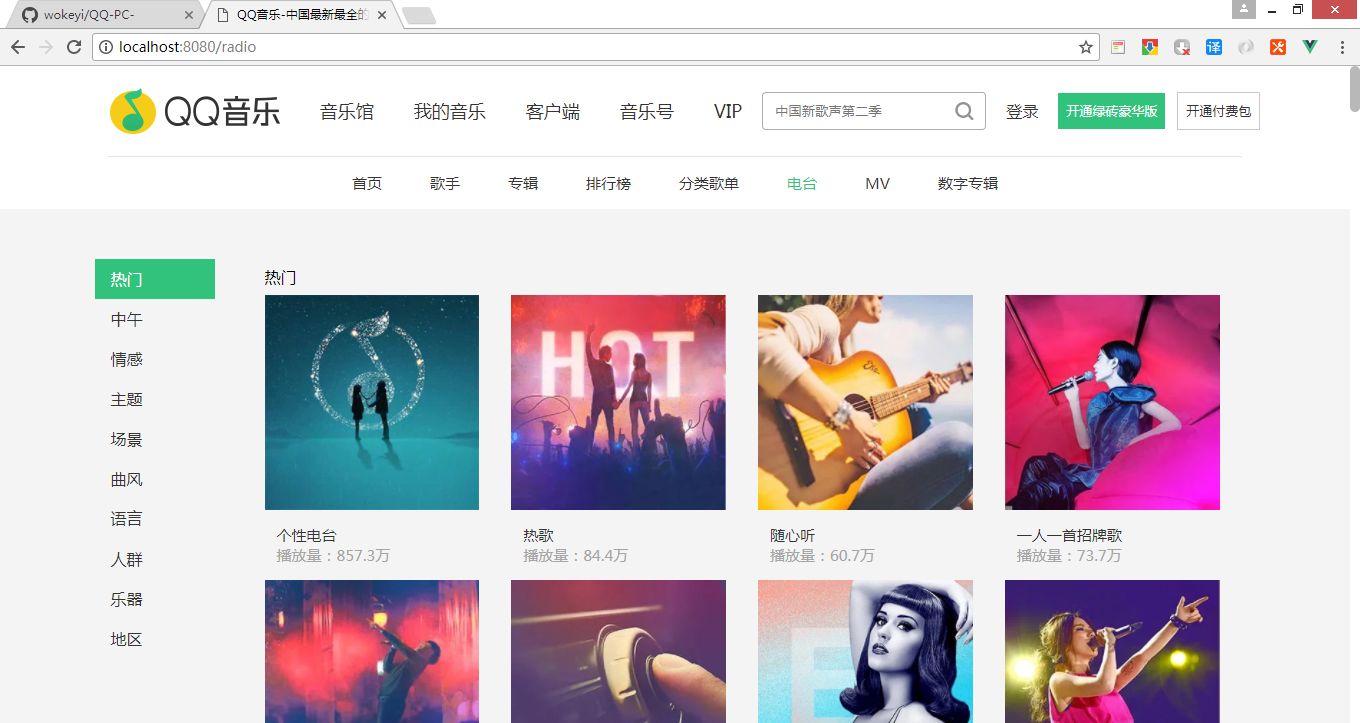 wokeyi/QQ-PC-
QQ音乐-中国最新最全的
localhost:8080/radio
译
QQ音乐
音乐馆 我的音乐 客户端 音乐号 VIP 中国新歌声第二季 登录 开通绿砖豪华版 开通付费包
首页 歌手 专辑 排行榜 分类歌单 电台 MV 数字专辑
热门
中午
情感
主题
场景
曲风
语言
人群
乐器
地区
热门
HOT
个性电台 热歌 随心听 一人一首招牌歌
播放量：857.3万 播放量：84.4万 播放量：60.7万 播放量：73.7万
E